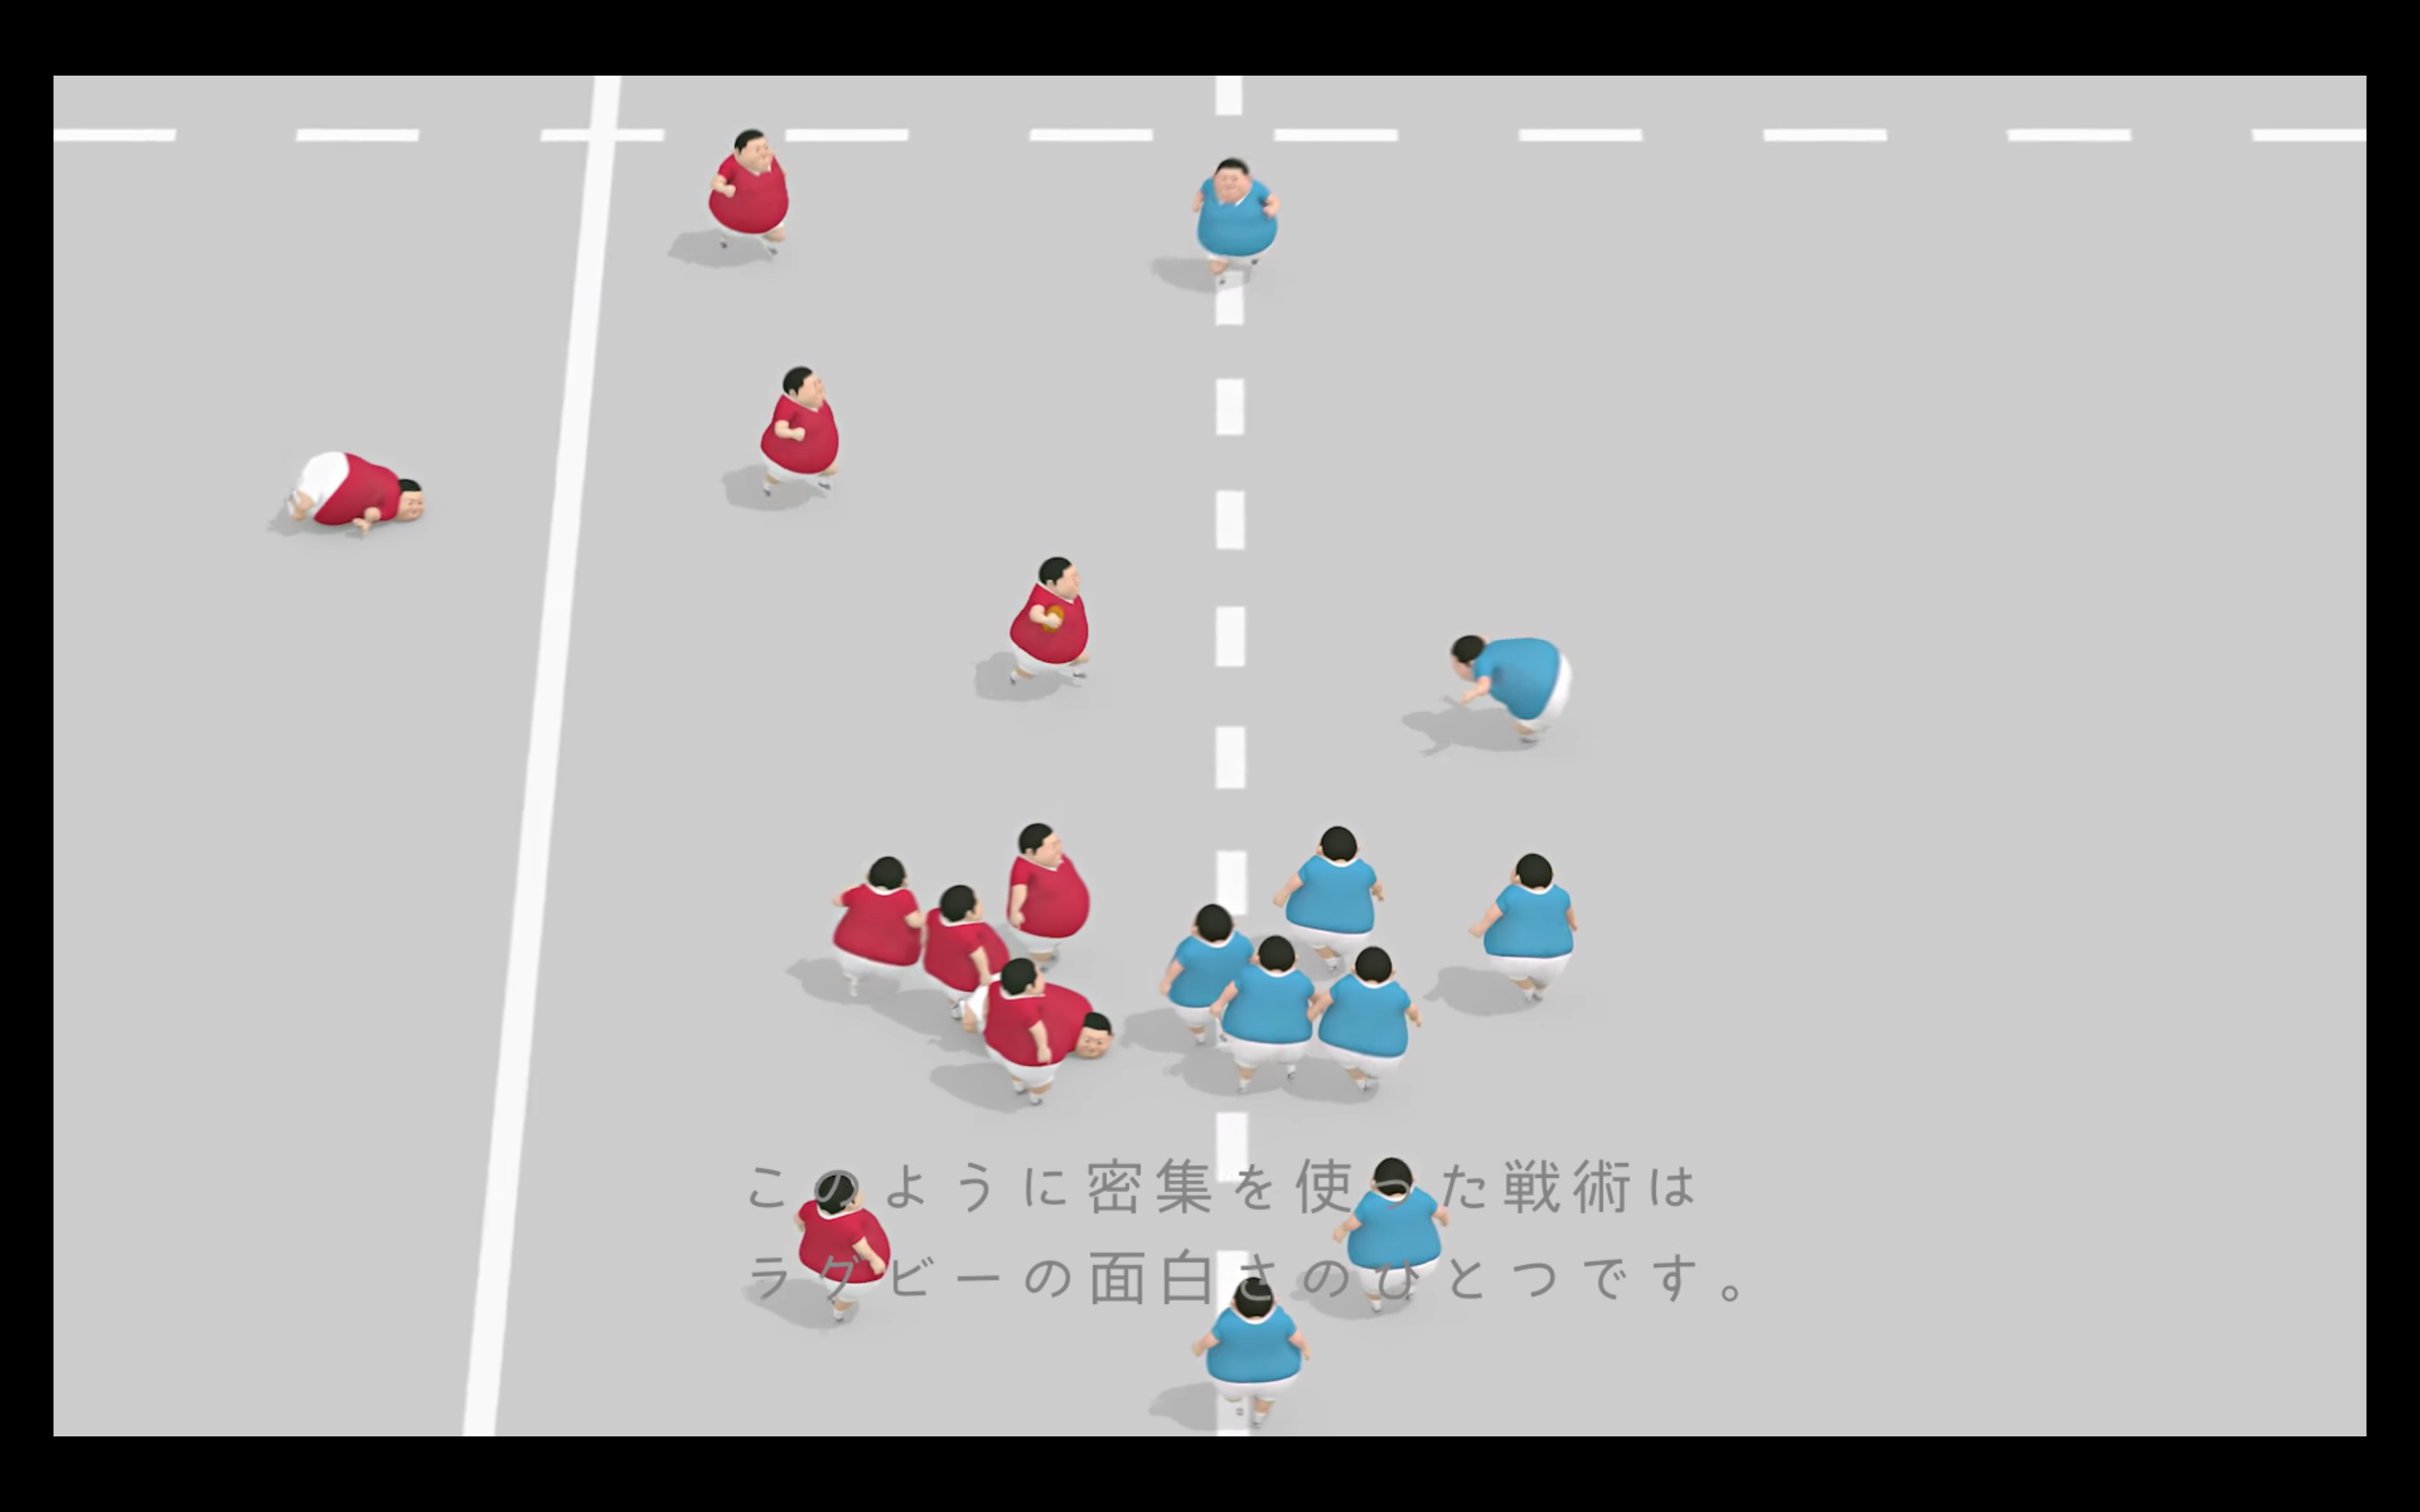 このように密集を使った戦術は
ラグビーの面白さのひとつです。